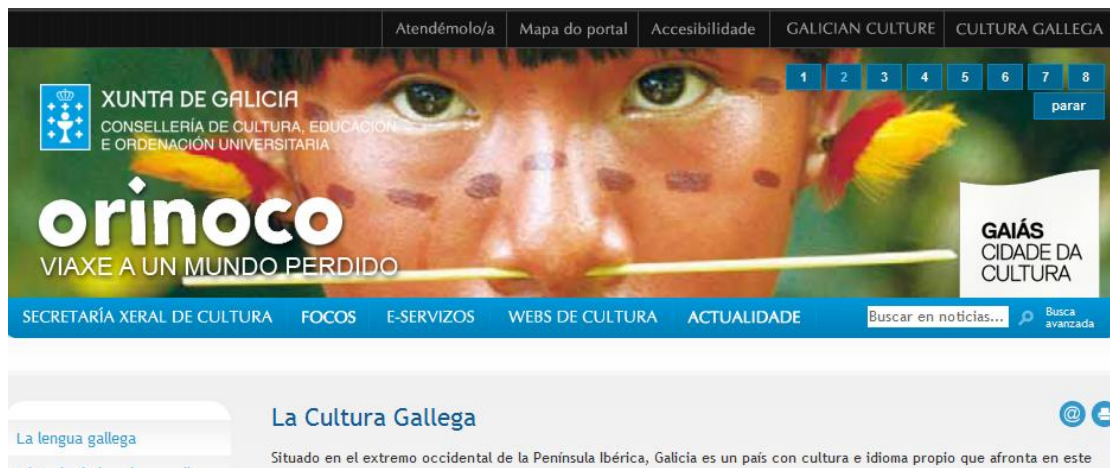 Atendémolo/a Mapa do portal Accesibilidade GALICIAN CULTURE CULTURA GALLEGA
1 2 3 4 5 6 7 8
parar
XUNTA DE GALICIA
CONSELLERÍA DE CULTURA, EDUCACIÓN
E ORDENACIÓN UNIVERSITARIA
orinoco
VIAXE A UN MUNDO PERDIDO
GAIÁS
CIDADE DA
CULTURA
SECRETARÍA XERAL DE CULTURA FOCOS E-SERVIZOS WEBS DE CULTURA ACTUALIDADE Buscar en noticias... Busca
avanzada
La Cultura Gallega
La lengua gallega
Situado en el extremo occidental de la Península Ibérica, Galicia es un país con cultura e idioma propio que afronta en este